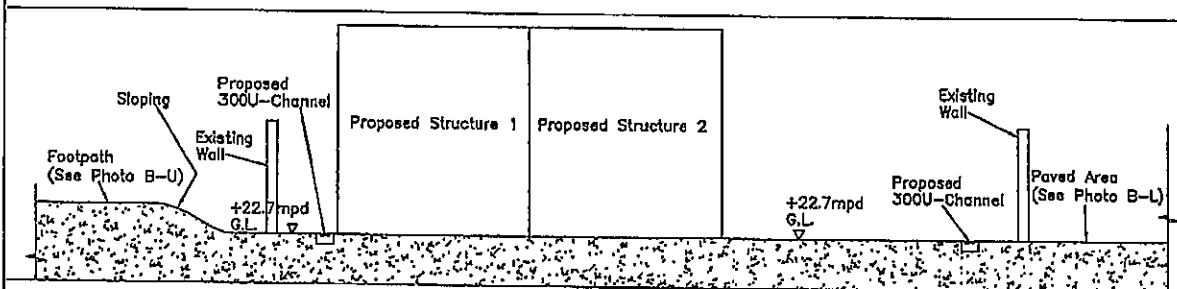 Sloping
Proposed
300U-Channel
Existing
Wall
Footpath
(See Photo B-U)
+22.7mpd
G.L.
Proposed Structure 1
Proposed Structure 2
+22.7mpd
G.L.
Proposed
300U-Channel
Existing
Wall
Paved Area
(See Photo B-L)